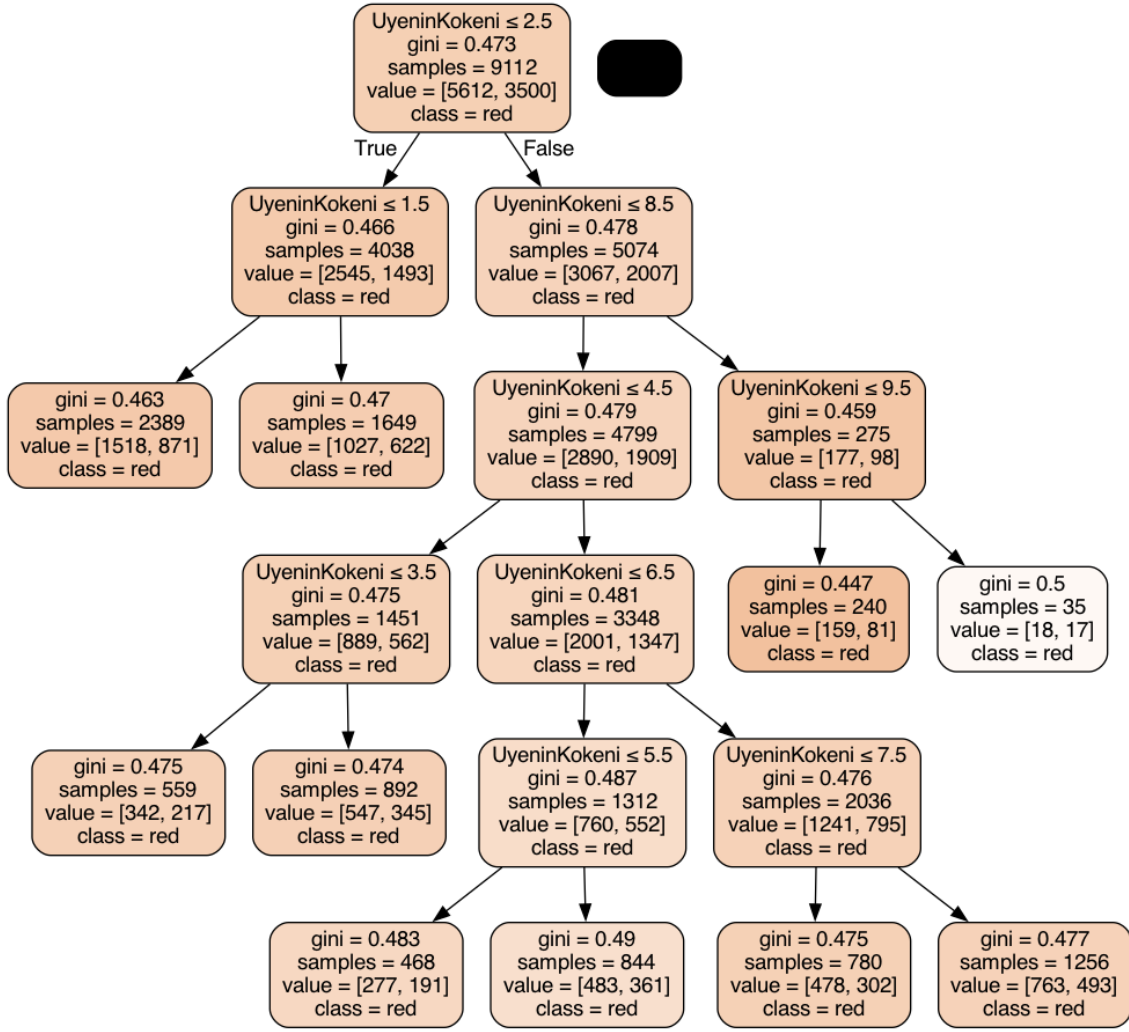 UyeninKokeni ≤ 2.5
gini = 0.473
samples = 9112
value = [5612, 3500]
class = red
True
False
UyeninKokeni ≤ 1.5
gini = 0.466
samples = 4038
value = [2545, 1493]
class = red
UyeninKokeni ≤ 8.5
gini = 0.478
samples = 5074
value = [3067, 2007]
class = red
gini = 0.463
samples = 2389
value = [1518, 871]
class = red
gini = 0.47
samples = 1649
value = [1027, 622]
class = red
UyeninKokeni ≤ 4.5
gini = 0.479
samples = 4799
value = [2890, 1909]
class = red
UyeninKokeni ≤ 9.5
gini = 0.459
samples = 275
value = [177, 98]
class = red
UyeninKokeni ≤ 3.5
gini = 0.475
samples = 1451
value = [889, 562]
class = red
UyeninKokeni ≤ 6.5
gini = 0.481
samples = 3348
value = [2001, 1347]
class = red
gini = 0.447
samples = 240
value = [159, 81]
class = red
gini = 0.5
samples = 35
value = [18, 17]
class = red
gini = 0.475
samples = 559
value = [342, 217]
class = red
gini = 0.474
samples = 892
value = [547, 345]
class = red
UyeninKokeni ≤ 5.5
gini = 0.487
samples = 1312
value = [760, 552]
class = red
UyeninKokeni ≤ 7.5
gini = 0.476
samples = 2036
value = [1241, 795]
class = red
gini = 0.483
samples = 468
value = [277, 191]
class = red
gini = 0.49
samples = 844
value = [483, 361]
class = red
gini = 0.475
samples = 780
value = [478, 302]
class = red
gini = 0.477
samples = 1256
value = [763, 493]
class = red